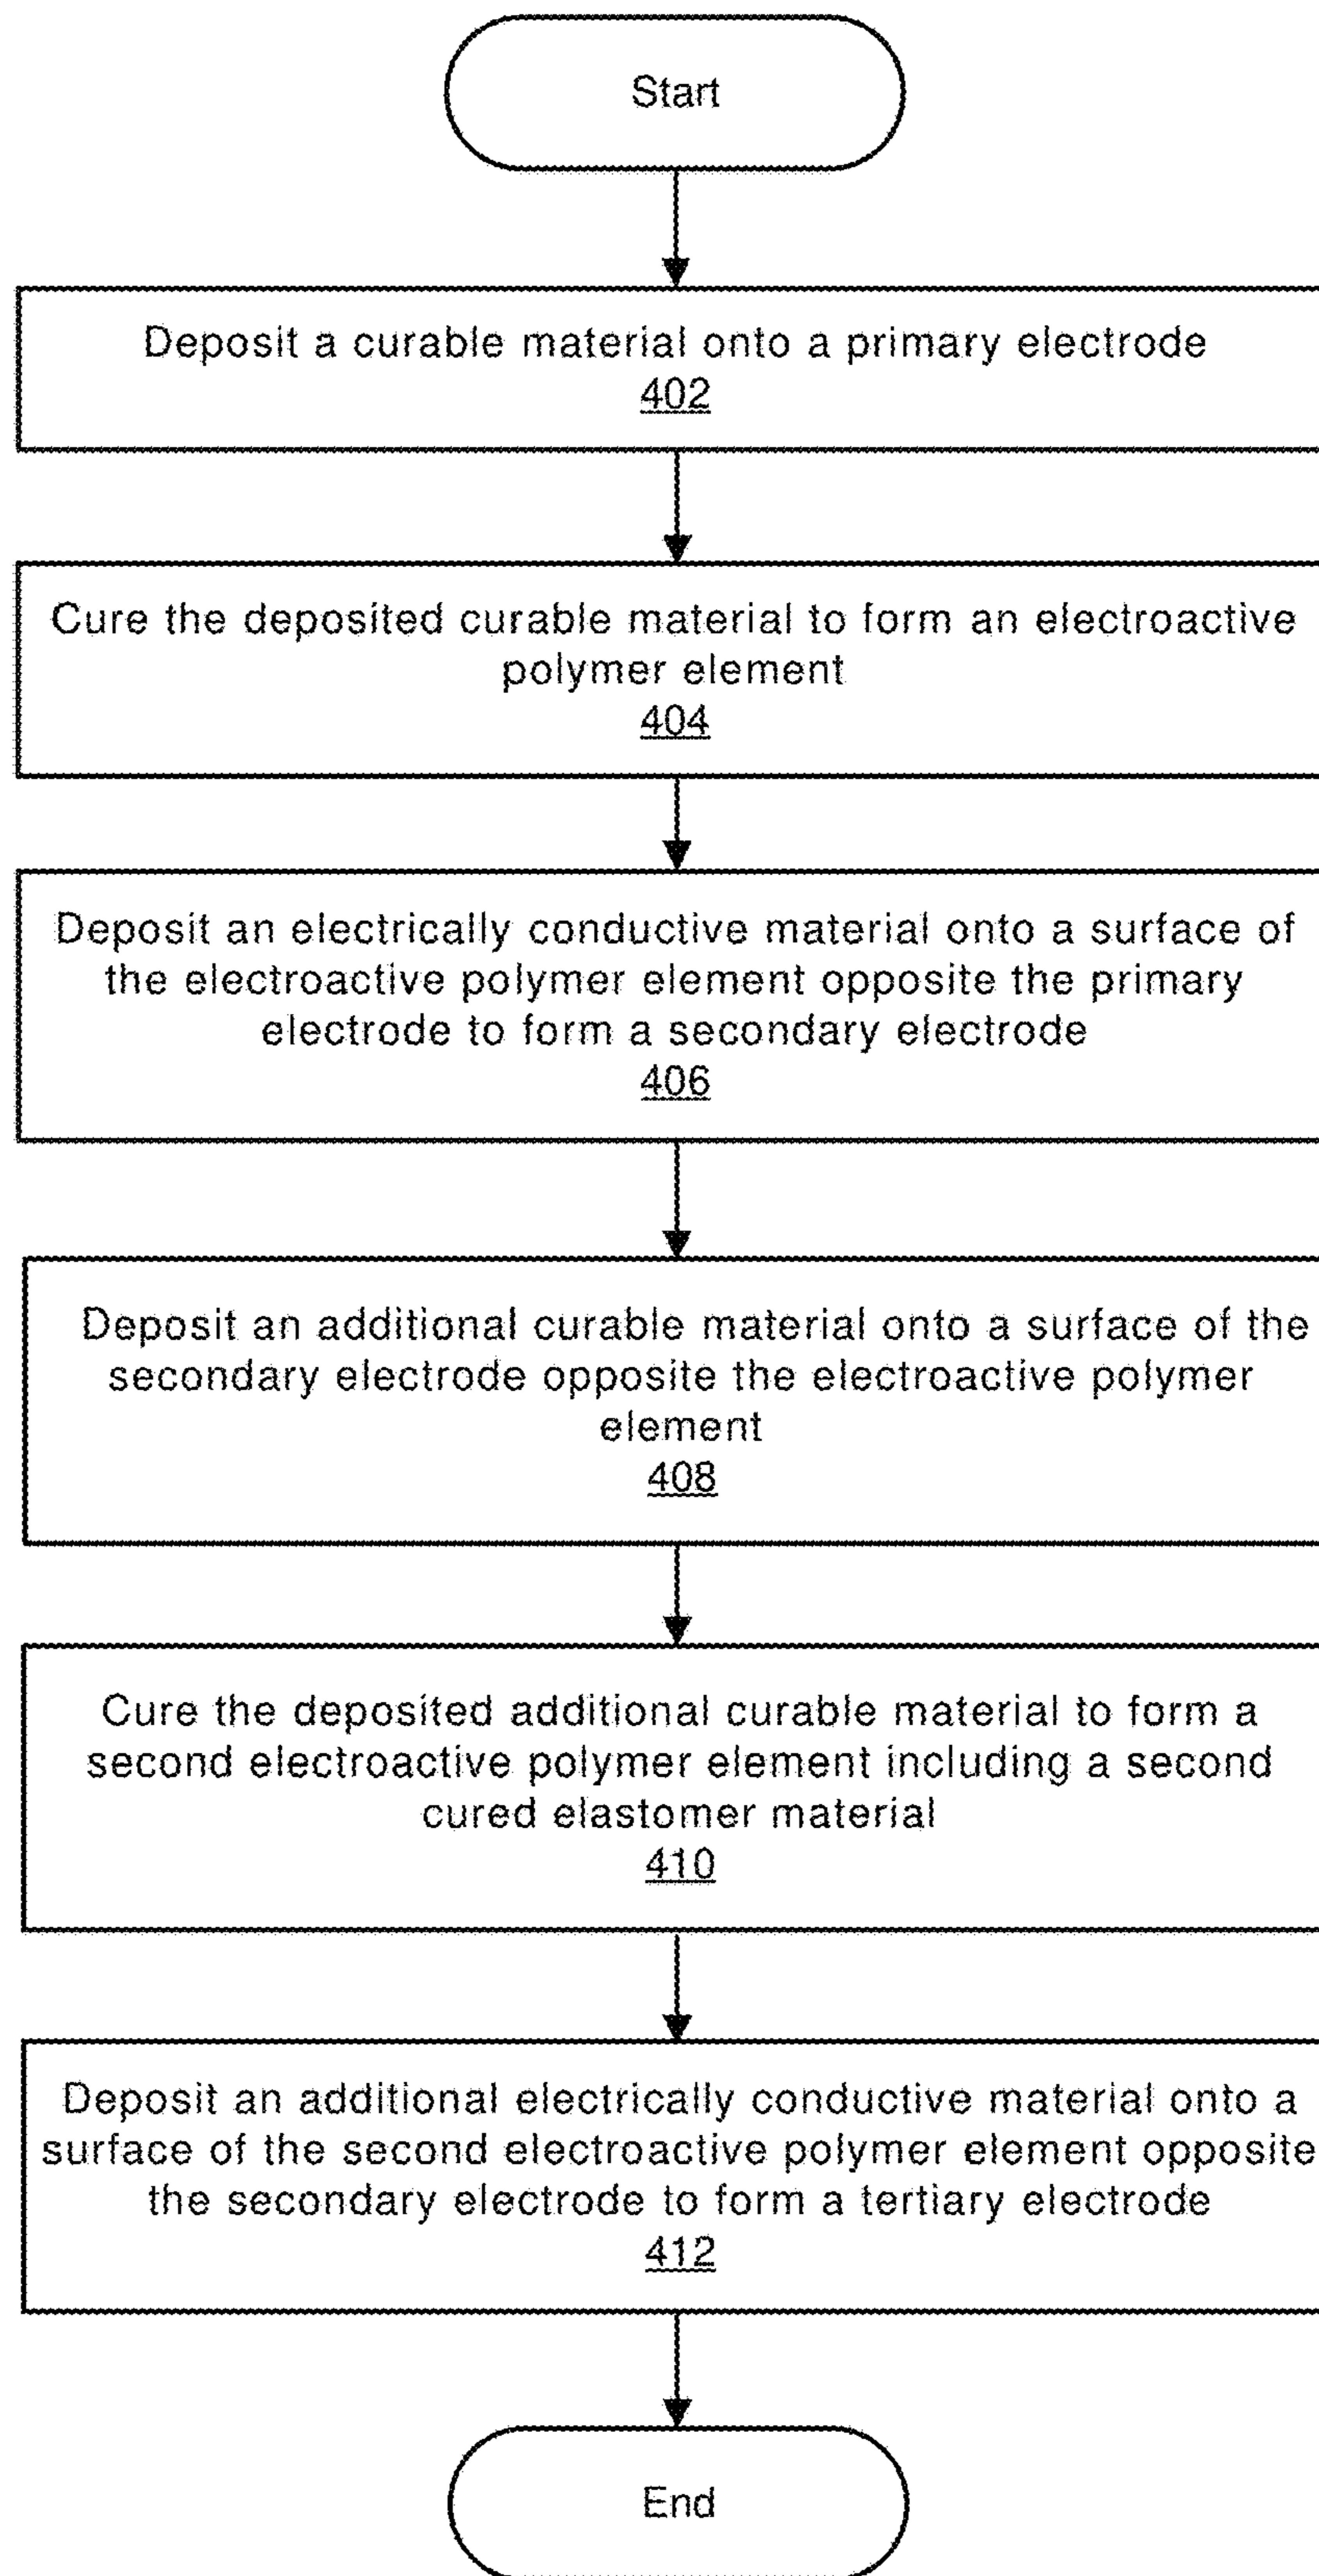 Start
Deposit a curable material onto a primary electrode
402
Cure the deposited curable material to form an electroactive
polymer element
404
Deposit an electrically conductive material onto a surface of
the electroactive polymer element opposite the primary
electrode to form a secondary electrode
406
Deposit an additional curable material onto a surface of the
secondary electrode opposite the electroactive polymer
element
408
Cure the deposited additional curable material to form a
second electroactive polymer element including a second
cured elastomer material
410
Deposit an additional electrically conductive material onto a
surface of the second electroactive polymer element opposite
the secondary electrode to form a tertiary electrode
412
End